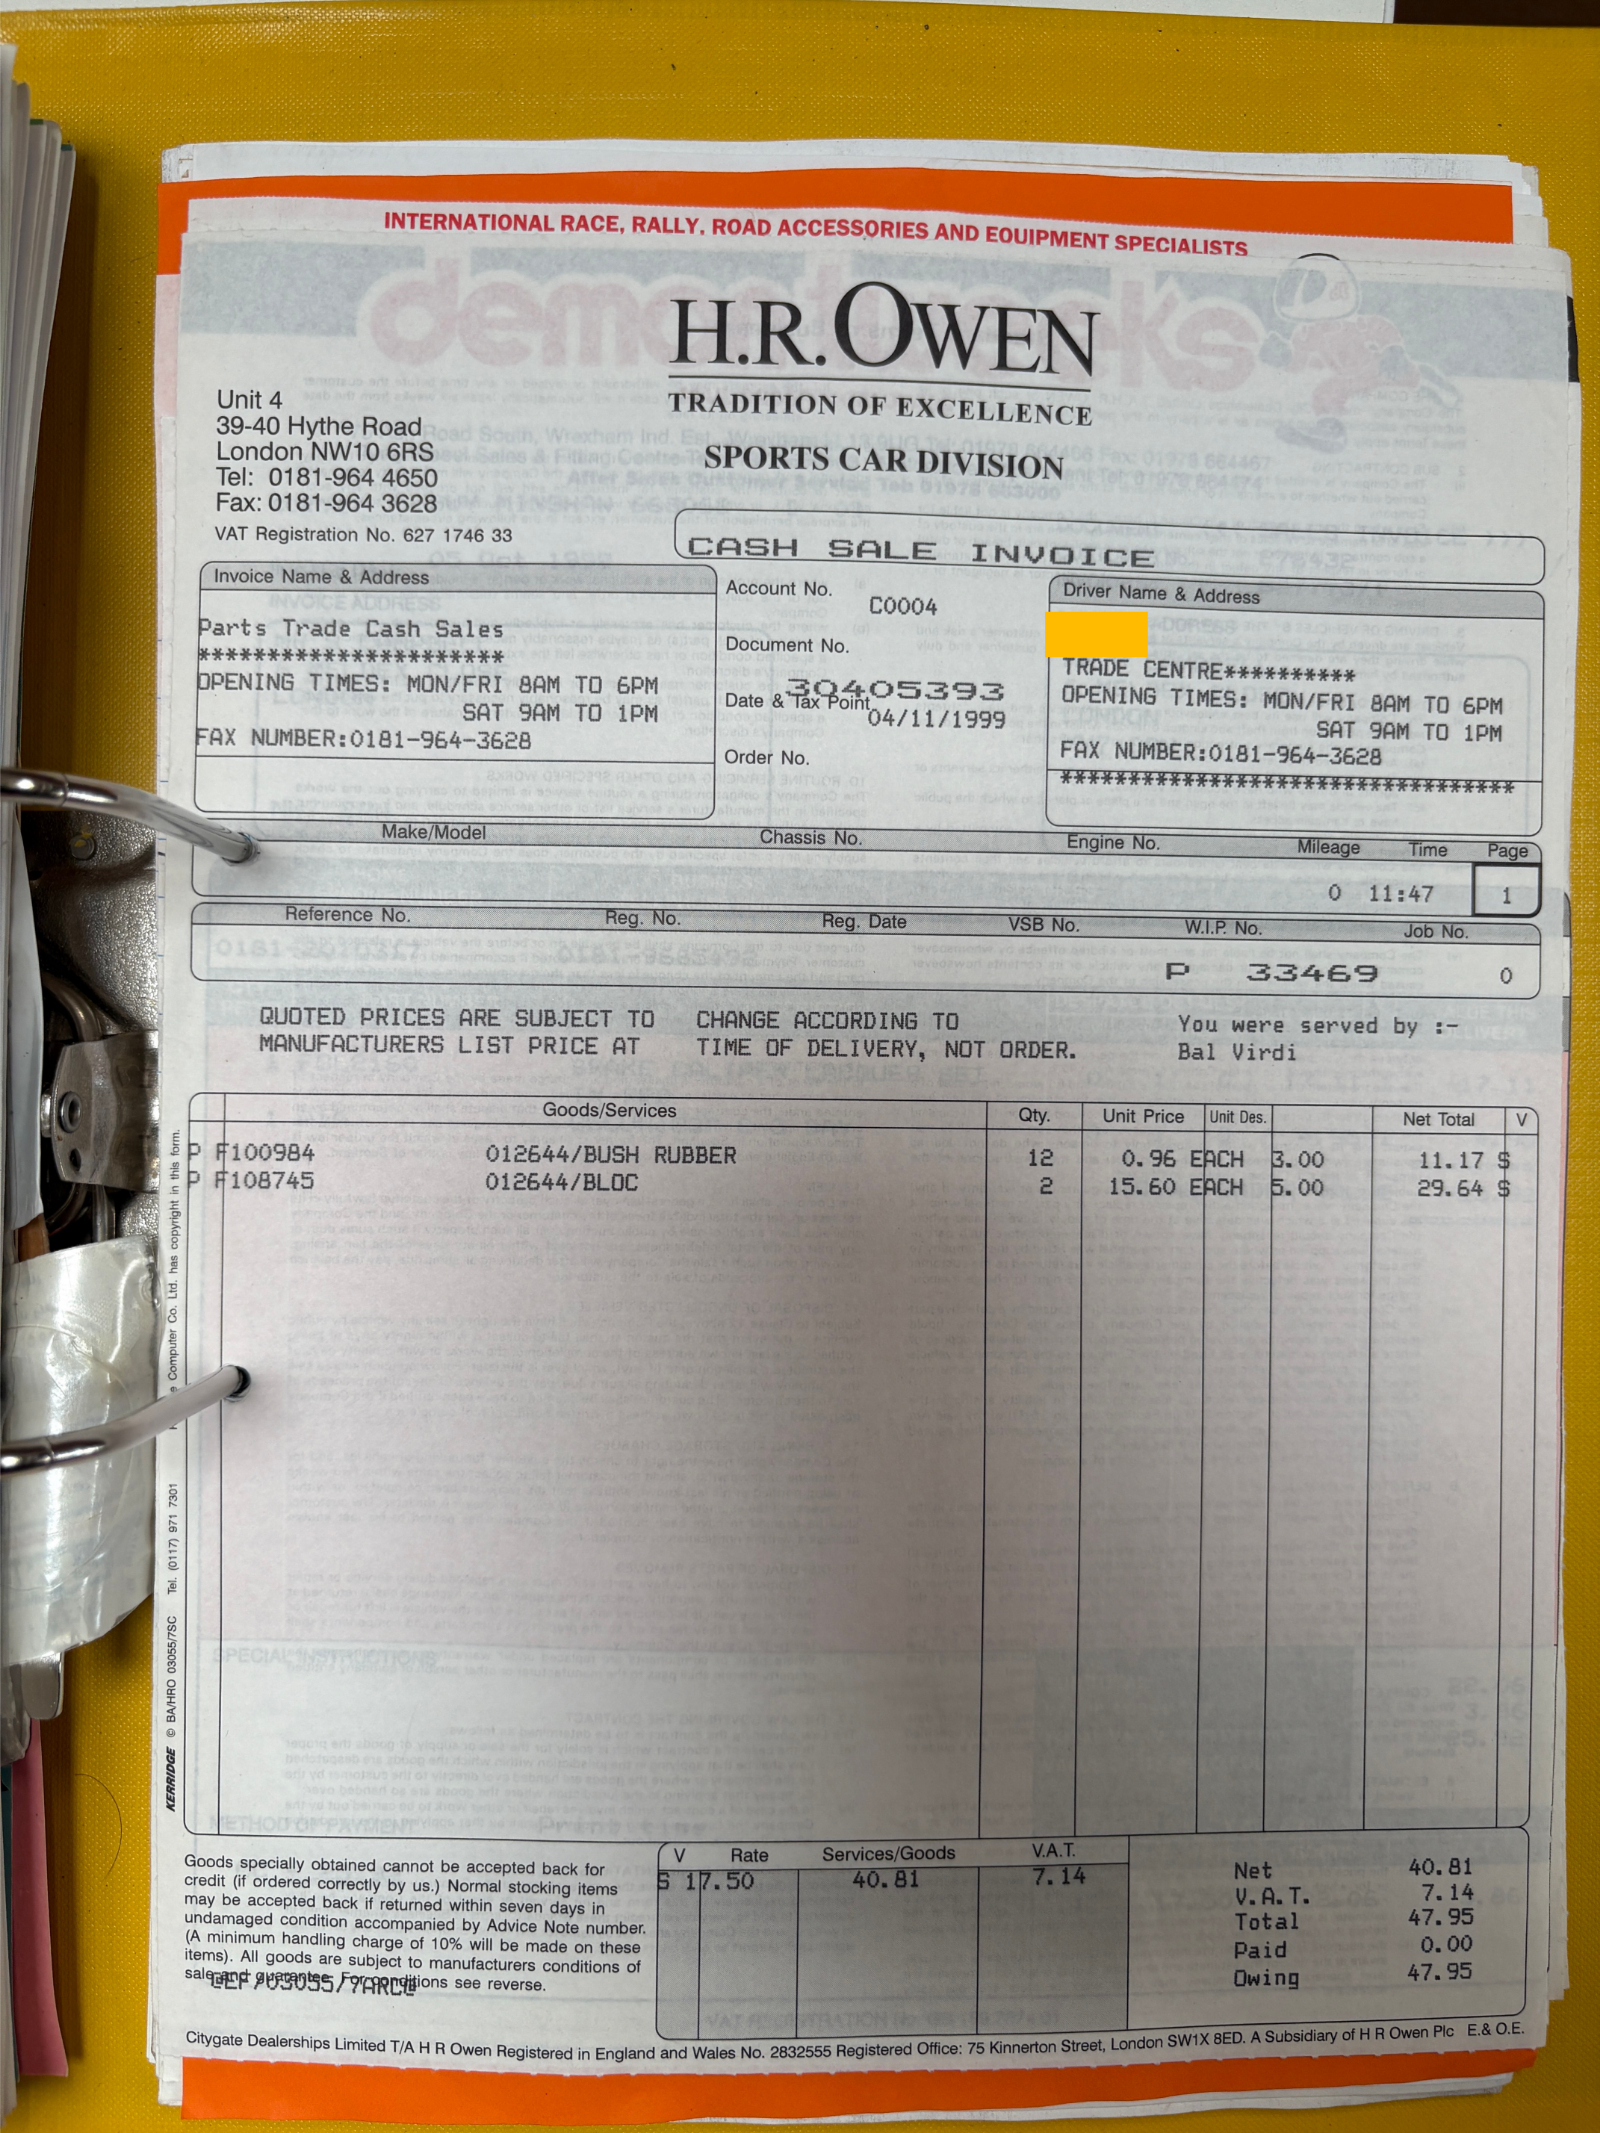 INTERNATIONAL RACE, RALLY, ROAD ACCESSORIES AND EQUIPMENT SPECIALISTS
H.R. OWEN
TRADITION OF EXCELLENCE
SPORTS CAR DIVISION
Unit 4
39-40 Hythe Road
London NW10 6RS
Tel: 0181-964 4650
Fax: 0181-964 3628
VAT Registration No. 627 1746 33
CASH SALE INVOICE
Invoice Name & Address
Parts Trade Cash Sales
**********************
OPENING TIMES: MON/FRI 8AM TO 6PM
SAT 9AM TO 1PM
FAX NUMBER:0181-964-3628
Account No.
C0004
Document No.
30405393
Date & Tax Point
04/11/1999
Order No.
Driver Name & Address
TRADE CENTRE**********
OPENING TIMES: MON/FRI 8AM TO 6PM
SAT 9AM TO 1PM
FAX NUMBER:0181-964-3628
*********************************
Make/Model Chassis No. Engine No. Mileage Time Page
0 11:47 1
Reference No. Reg. No. Reg. Date VSB No. W.I.P. No. Job No.
P 33469 0
QUOTED PRICES ARE SUBJECT TO CHANGE ACCORDING TO
MANUFACTURERS LIST PRICE AT TIME OF DELIVERY, NOT ORDER.
You were served by :-
Bal Virdi
Goods/Services Qty. Unit Price Unit Des. Net Total V
P F100984 012644/BUSH RUBBER 12 0.96 EACH 3.00 11.17 S
P F108745 012644/BLOC 2 15.60 EACH 5.00 29.64 S
Computer Co. Ltd. has copyright in this form.
KERRIDGE © BA/HRO 03055/7SC Tel. (0117) 971 7301
Goods specially obtained cannot be accepted back for
credit (if ordered correctly by us.) Normal stocking items
may be accepted back if returned within seven days in
undamaged condition accompanied by Advice Note number.
(A minimum handling charge of 10% will be made on these
items). All goods are subject to manufacturers conditions of
sale and guarantee. For conditions see reverse.
V Rate Services/Goods V.A.T.
S 17.50 40.81 7.14
Net 40.81
V.A.T. 7.14
Total 47.95
Paid 0.00
Owing 47.95
Citygate Dealerships Limited T/A H R Owen Registered in England and Wales No. 2832555 Registered Office: 75 Kinnerton Street, London SW1X 8ED. A Subsidiary of H R Owen Plc E.& O.E.